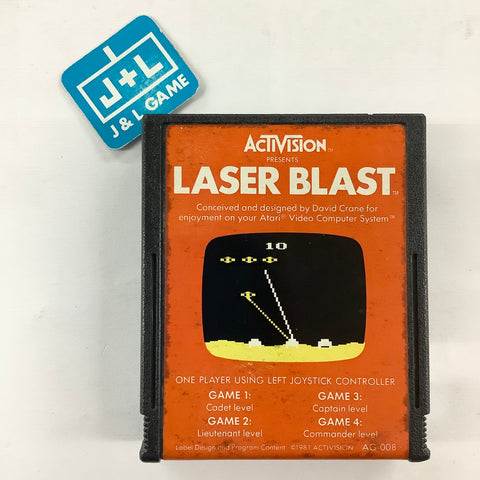 J+L
J & L GAME
ACTIVISION™
PRESENTS
LASER BLAST™
Conceived and designed by David Crane for
enjoyment on your Atari® Video Computer System™
10
ONE PLAYER USING LEFT JOYSTICK CONTROLLER
GAME 1:
Cadet level
GAME 2:
Lieutenant level
GAME 3:
Captain level
GAME 4:
Commander level
Label Design and Program Content ©1981 ACTIVISION AG-008